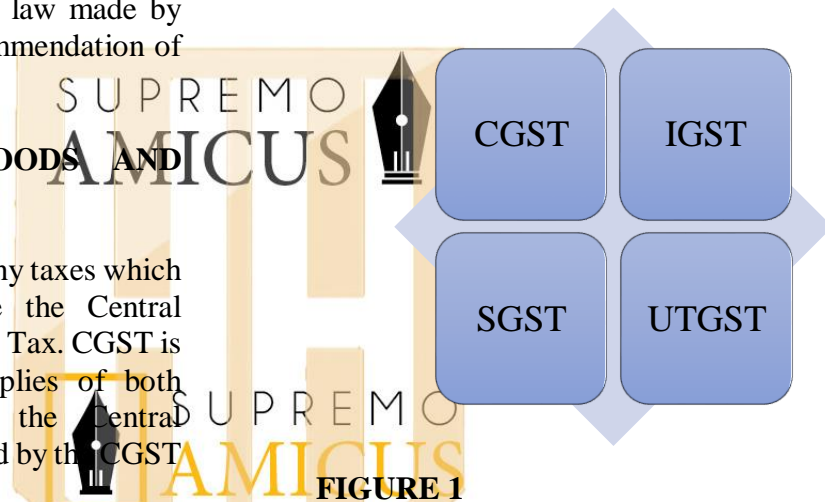 law made by
ommendation of
OODS AND
ny taxes which
e the Central
Tax. CGST is
plies of both
the Central
d by the CGST
SUPREMO
AMICUS
SUPREMO
AMICUS
CGST
IGST
SGST
UTGST
FIGURE 1